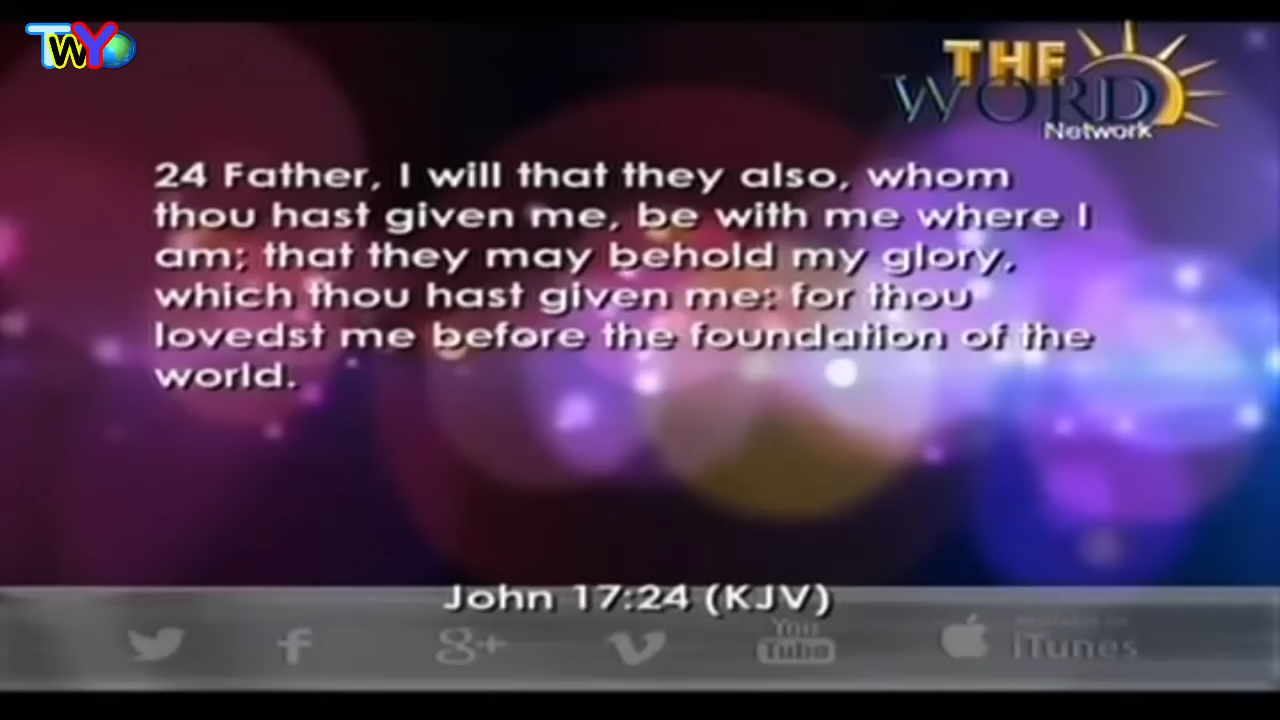 TWY
THE
WORD
Network
24 Father, I will that they also, whom
thou hast given me, be with me where I
am; that they may behold my glory,
which thou hast given me: for thou
lovedst me before the foundation of the
world.
John 17:24 (KJV)
g+
You
Tube
iTunes